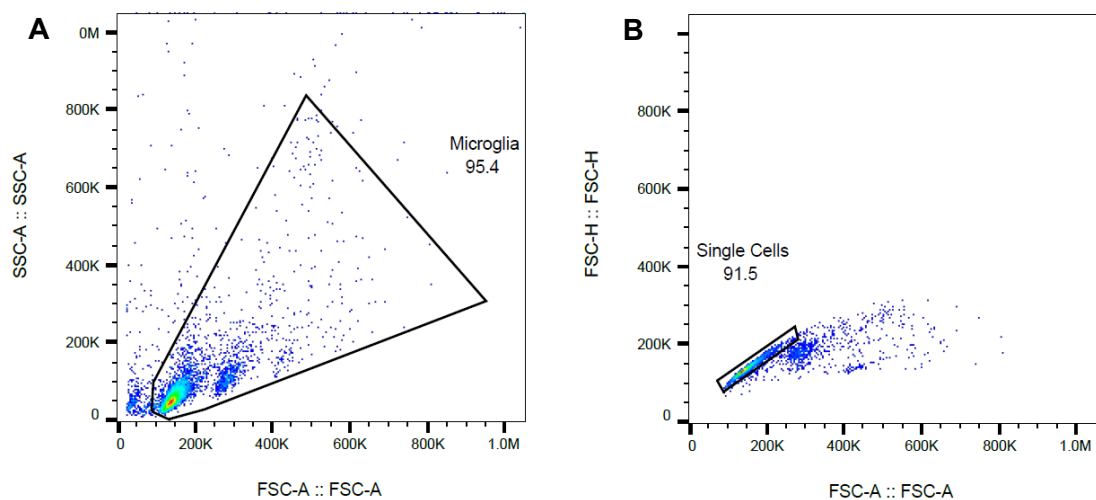 A
SSC-A :: SSC-A
0M
800K
600K
400K
200K
0
Microglia
95.4
0
200K
400K
600K
800K
1.0M
FSC-A :: FSC-A
B
FSC-H :: FSC-H
800K
600K
400K
200K
0
Single Cells
91.5
0
200K
400K
600K
800K
1.0M
FSC-A :: FSC-A